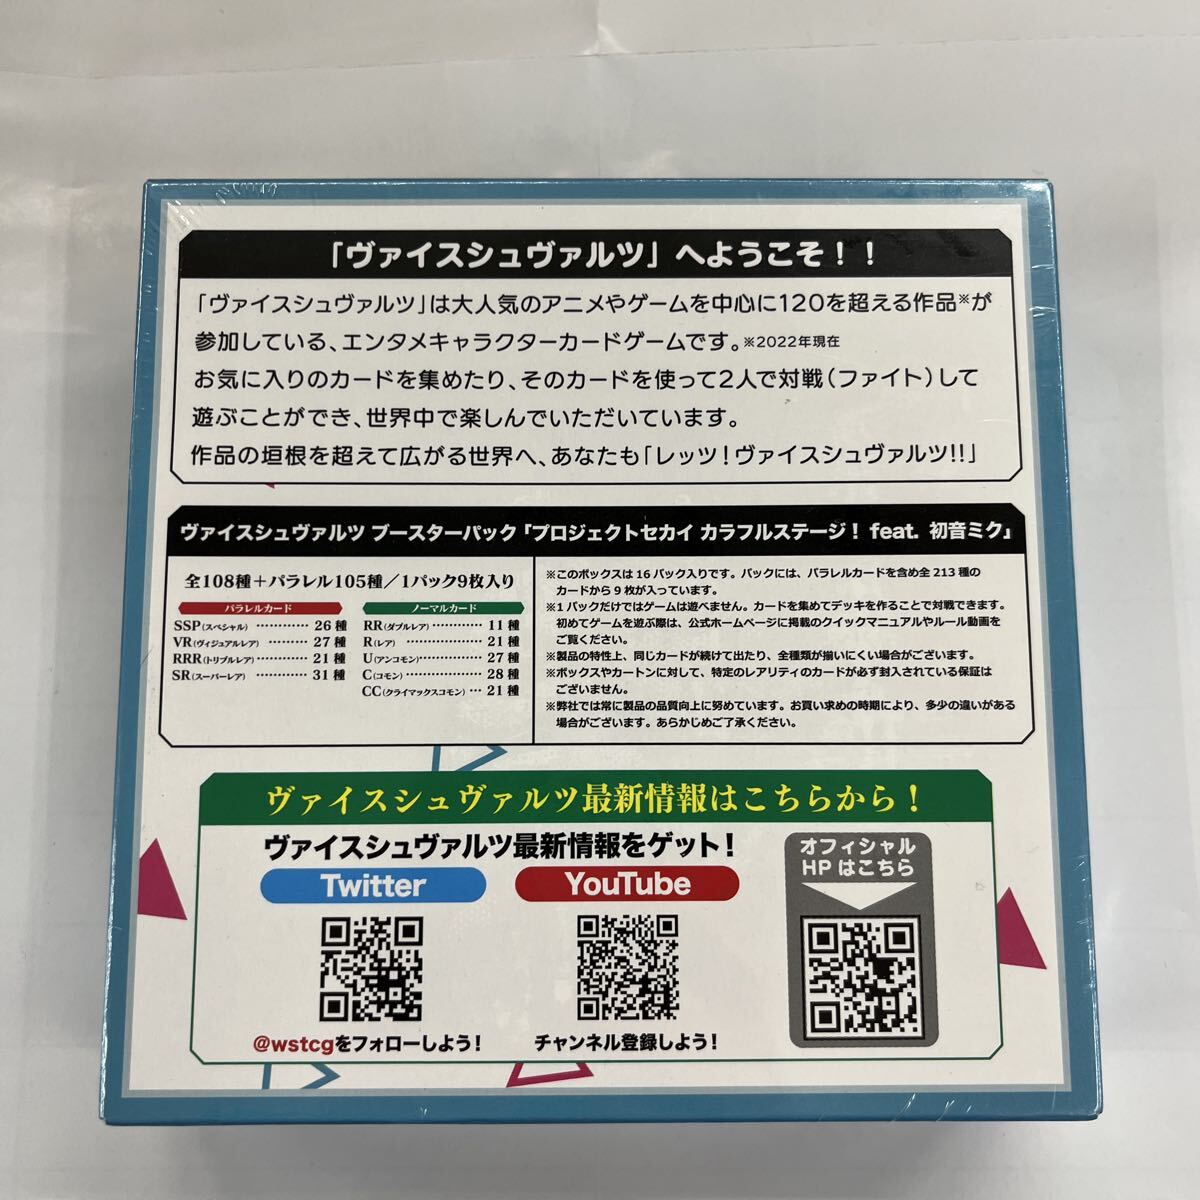 「ヴァイスシュヴァルツ」へようこそ！！
「ヴァイスシュヴァルツ」は大人気のアニメやゲームを中心に120を超える作品※が
参加している、エンタメキャラクターカードゲームです。※2022年現在
お気に入りのカードを集めたり、そのカードを使って2人で対戦（ファイト）して
遊ぶことができ、世界中で楽しんでいただいています。
作品の垣根を超えて広がる世界へ、あなたも「レッツ！ヴァイスシュヴァルツ!!」
ヴァイスシュヴァルツ ブースターパック「プロジェクトセカイ カラフルステージ！ feat. 初音ミク」
全108種＋パラレル105種／1パック9枚入り
パラレルカード
SSP(スペシャル) ………… 26種
VR(ヴィジュアルレア) ……… 27種
RRR(トリプルレア) ………… 21種
SR(スーパーレア) ………… 31種
ノーマルカード
RR(ダブルレア) ………… 11種
R(レア) ………… 21種
U(アンコモン) ………… 27種
C(コモン) ………… 28種
CC(クライマックスコモン) … 21種
※このボックスは16パック入りです。パックには、パラレルカードを含め全213種の
カードから9枚が入っています。
※1パックだけではゲームは遊べません。カードを集めてデッキを作ることで対戦できます。
初めてゲームを遊ぶ際は、公式ホームページに掲載のクイックマニュアルやルール動画を
ご覧ください。
※製品の特性上、同じカードが続けて出たり、全種類が揃いにくい場合がございます。
※ボックスやカートンに対して、特定のレアリティのカードが必ず封入されている保証は
ございません。
※弊社では常に製品の品質向上に努めています。お買い求めの時期により、多少の違いがある
場合がございます。あらかじめご了承ください。
ヴァイスシュヴァルツ最新情報はこちらから！
ヴァイスシュヴァルツ最新情報をゲット！
Twitter
@wstcgをフォローしよう！
YouTube
チャンネル登録しよう！
オフィシャル
HPはこちら